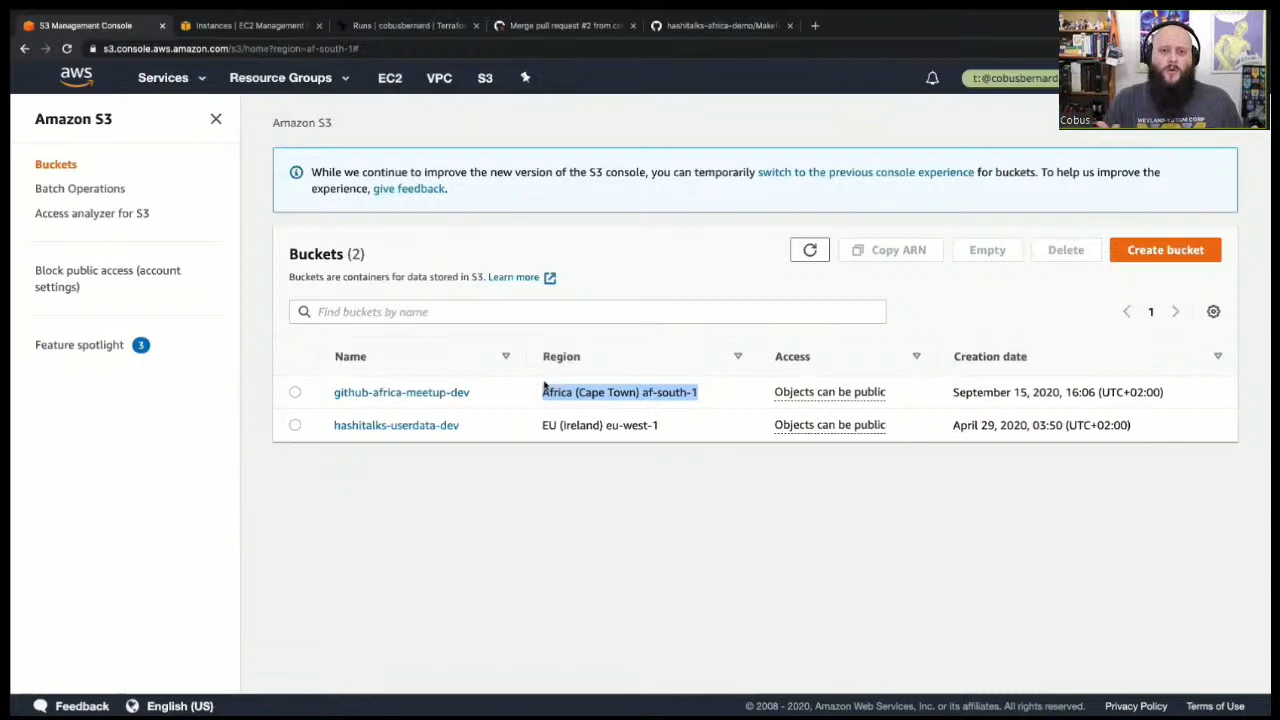 S3 Management Console
Instances | EC2 Management
Runs | cobusbernard | Terrafo
Merge pull request #2 from co
hashitalks-africa-demo/Make
s3.console.aws.amazon.com/s3/home?region=af-south-1#
aws
Services
Resource Groups
EC2
VPC
S3
t:@cobusbernard
Cobus
WEYLAND-YUTANI CORP
Amazon S3
Buckets
Batch Operations
Access analyzer for S3
Block public access (account
settings)
Feature spotlight 3
Amazon S3
While we continue to improve the new version of the S3 console, you can temporarily switch to the previous console experience for buckets. To help us improve the
experience, give feedback.
Buckets (2)
Copy ARN
Empty
Delete
Create bucket
Buckets are containers for data stored in S3. Learn more
Find buckets by name
1
Name Region Access Creation date
github-africa-meetup-dev Africa (Cape Town) af-south-1 Objects can be public September 15, 2020, 16:06 (UTC+02:00)
hashitalks-userdata-dev EU (Ireland) eu-west-1 Objects can be public April 29, 2020, 03:50 (UTC+02:00)
Feedback English (US) © 2008 - 2020, Amazon Web Services, Inc. or its affiliates. All rights reserved. Privacy Policy Terms of Use